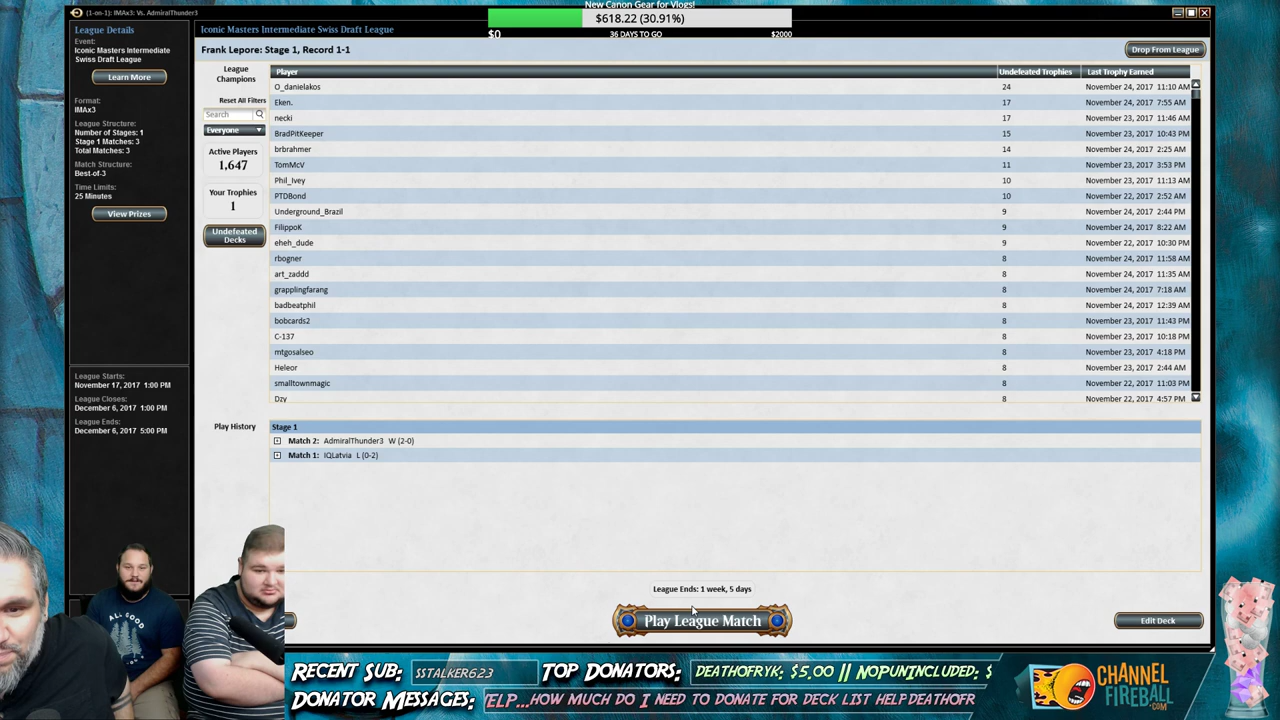 New Canon Gear for Vlogs!
$618.22 (30.91%)
$0 36 DAYS TO GO $2000
(1-on-1): IMAx3: Vs. AdmiralThunder3
League Details
Event:
Iconic Masters Intermediate
Swiss Draft League
Learn More
Format:
IMAx3
League Structure:
Number of Stages: 1
Stage 1 Matches: 3
Total Matches: 3
Match Structure:
Best-of-3
Time Limits:
25 Minutes
View Prizes
League Starts:
November 17, 2017 1:00 PM
League Closes:
December 6, 2017 1:00 PM
League Ends:
December 6, 2017 5:00 PM
Iconic Masters Intermediate Swiss Draft League
Frank Lepore: Stage 1, Record 1-1
Drop From League
League
Champions
Reset All Filters
Search
Everyone
Active Players
1,647
Your Trophies
1
Undefeated
Decks
Player Undefeated Trophies Last Trophy Earned
O_danielakos 24 November 24, 2017 11:10 AM
Eken. 17 November 24, 2017 7:55 AM
necki 17 November 23, 2017 11:46 AM
BradPitKeeper 15 November 23, 2017 10:43 PM
brbrahmer 14 November 24, 2017 2:25 AM
TomMcV 11 November 23, 2017 3:53 PM
Phil_Ivey 10 November 23, 2017 11:13 AM
PTDBond 10 November 22, 2017 2:52 AM
Underground_Brazil 9 November 24, 2017 2:44 PM
FilippoK 9 November 24, 2017 8:22 AM
eheh_dude 9 November 22, 2017 10:30 PM
rbogner 8 November 24, 2017 11:58 AM
art_zaddd 8 November 24, 2017 11:35 AM
grapplingfarang 8 November 24, 2017 7:18 AM
badbeatphil 8 November 24, 2017 12:39 AM
bobcards2 8 November 23, 2017 11:43 PM
C-137 8 November 23, 2017 10:18 PM
mtgosalseo 8 November 23, 2017 4:18 PM
Heleor 8 November 23, 2017 2:44 AM
smalltownmagic 8 November 22, 2017 11:03 PM
Dzy 8 November 22, 2017 4:57 PM
Play History
Stage 1
Match 2: AdmiralThunder3 W (2-0)
Match 1: IQLatvia L (0-2)
League Ends: 1 week, 5 days
Play League Match
Edit Deck
ALL GOOD
RECENT SUB: SSTALKER623 TOP DONATORS: DEATHOFRYK: $5.00 || NOPUNINCLUDED: $
DONATOR MESSAGES: ELP...HOW MUCH DO I NEED TO DONATE FOR DECK LIST HELP DEATHOFR
CHANNEL
FIREBALL
.COM